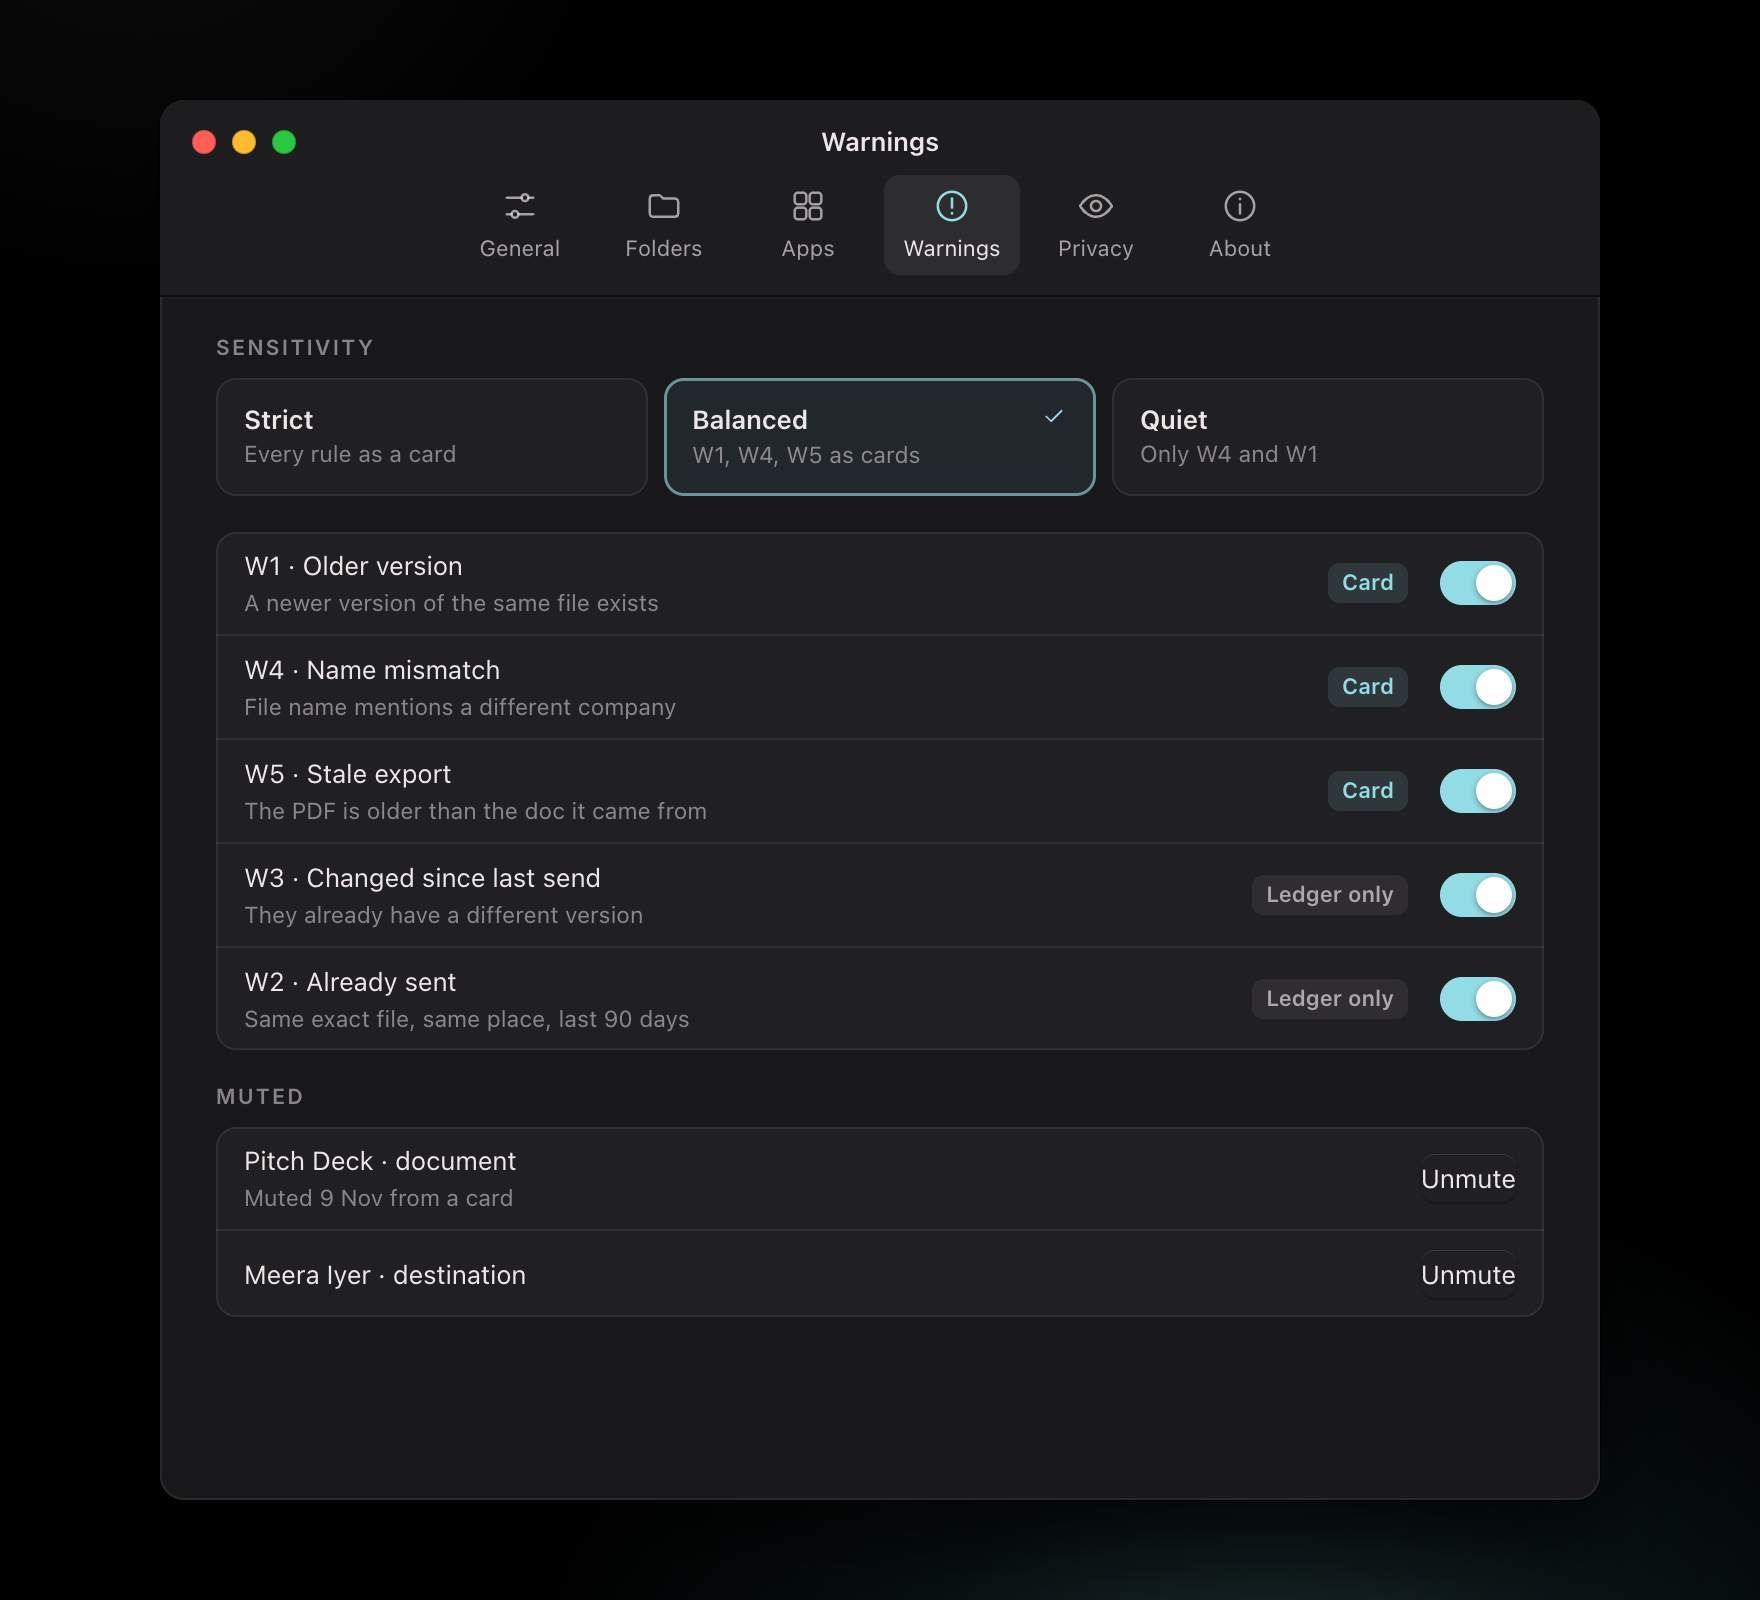 Warnings
General
Folders
Apps
Warnings
Privacy
About
SENSITIVITY
Strict
Every rule as a card
Balanced
W1, W4, W5 as cards
Quiet
Only W4 and W1
W1 · Older version
A newer version of the same file exists
Card
W4 · Name mismatch
File name mentions a different company
Card
W5 · Stale export
The PDF is older than the doc it came from
Card
W3 · Changed since last send
They already have a different version
Ledger only
W2 · Already sent
Same exact file, same place, last 90 days
Ledger only
MUTED
Pitch Deck · document
Muted 9 Nov from a card
Unmute
Meera Iyer · destination
Unmute